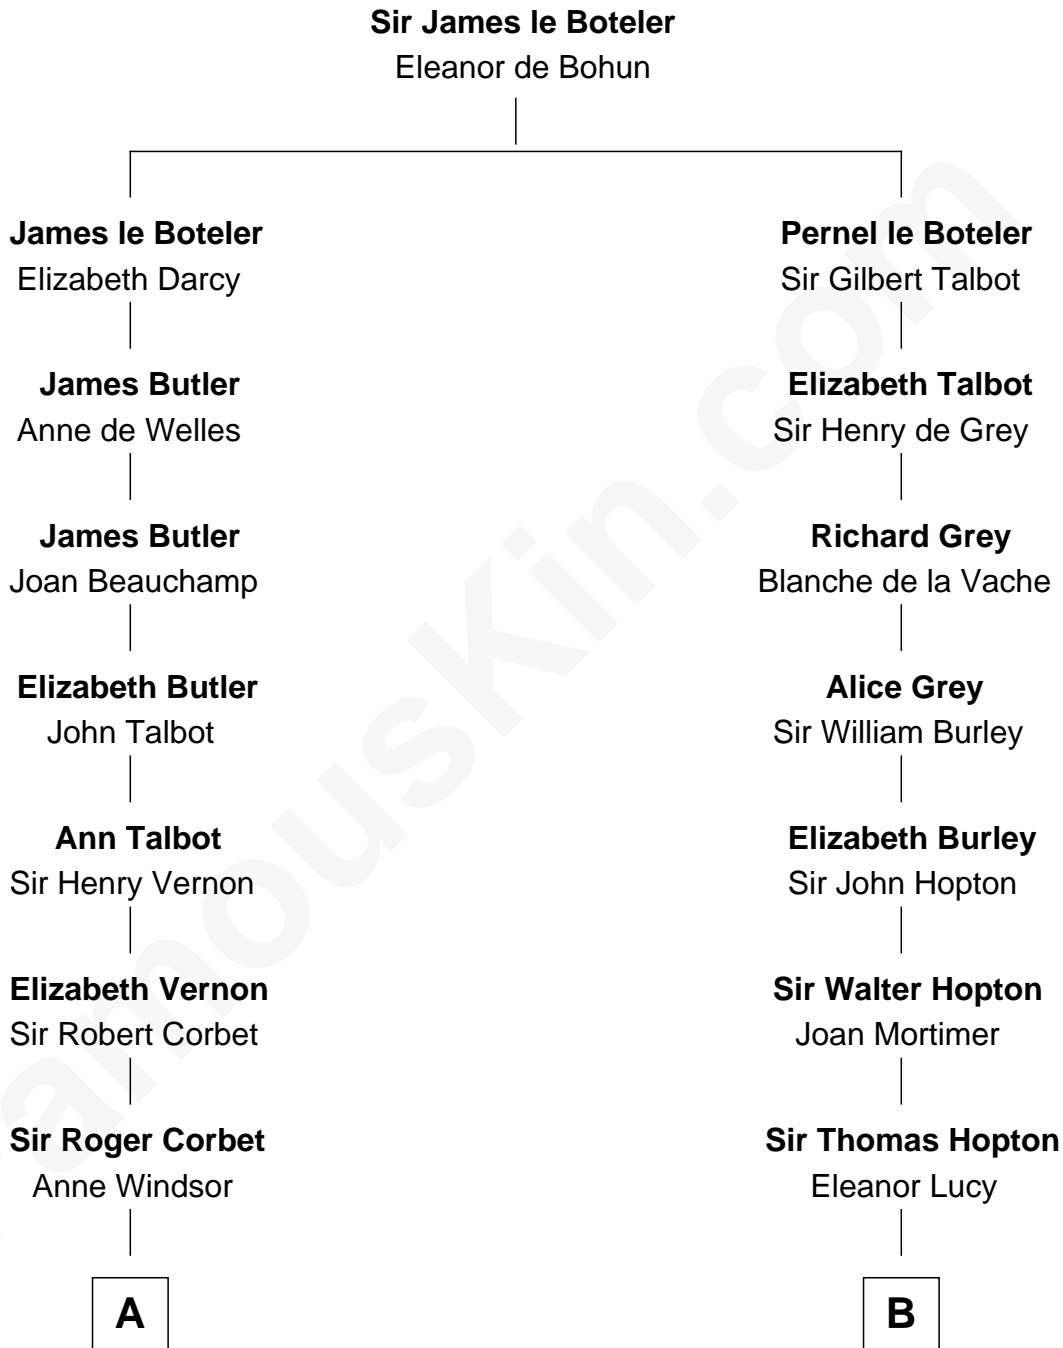 Sir James le Boteler
Eleanor de Bohun
James le Boteler
Elizabeth Darcy
Pernel le Boteler
Sir Gilbert Talbot
James Butler
Anne de Welles
Elizabeth Talbot
Sir Henry de Grey
James Butler
Joan Beauchamp
Richard Grey
Blanche de la Vache
Elizabeth Butler
John Talbot
Alice Grey
Sir William Burley
Ann Talbot
Sir Henry Vernon
Elizabeth Burley
Sir John Hopton
Elizabeth Vernon
Sir Robert Corbet
Sir Walter Hopton
Joan Mortimer
Sir Roger Corbet
Anne Windsor
Sir Thomas Hopton
Eleanor Lucy
A
B
amouskin.com